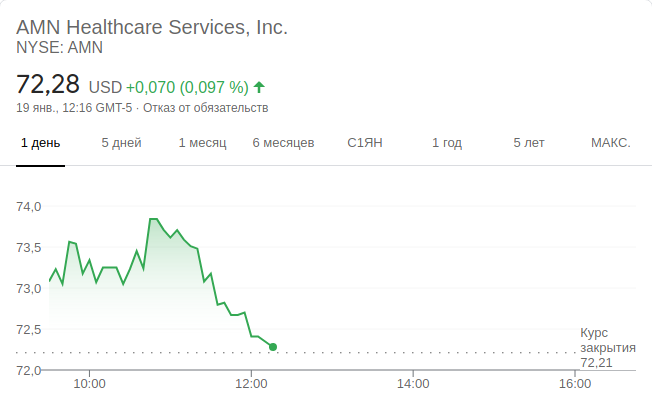 AMN Healthcare Services, Inc.
NYSE: AMN
72,28 USD +0,070 (0,097 %)
19 янв., 12:16 GMT-5 · Отказ от обязательств
1 день 5 дней 1 месяц 6 месяцев С1ЯН 1 год 5 лет МАКС.
74,0
73,5
73,0
72,5
72,0
Курс
закрытия
72,21
10:00 12:00 14:00 16:00